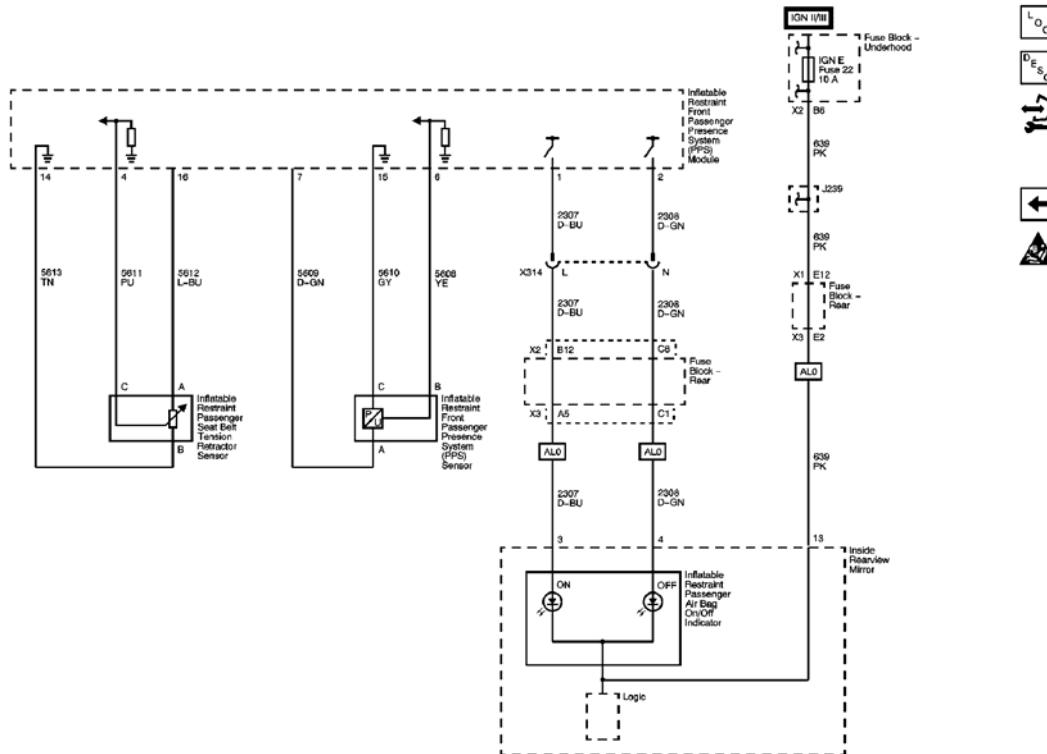 IGN II/III
Fuse Block –
Underhood
IGN E
Fuse 22
10 A
X2 B6
639
PK
J239
639
PK
X1 E12
Fuse
Block –
Rear
X3 E2
AL0
639
PK
13
Inflatable
Restraint
Front
Passenger
Presence
System
(PPS)
Module
14
4
16
7
15
6
1
2
5613
TN
5611
PU
5612
L-BU
5609
D-GN
5610
GY
5608
YE
2307
D-BU
2308
D-GN
X314 L N
2307
D-BU
2308
D-GN
X2 B12 C6
Fuse
Block –
Rear
X3 A5 C1
AL0
AL0
2307
D-BU
2308
D-GN
3
4
C A
B
Inflatable
Restraint
Passenger
Seat Belt
Tension
Retractor
Sensor
C B
P
U
A
Inflatable
Restraint
Front
Passenger
Presence
System
(PPS)
Sensor
Inside
Rearview
Mirror
ON
OFF
Inflatable
Restraint
Passenger
Air Bag
On/Off
Indicator
Logic
LOC
DESC